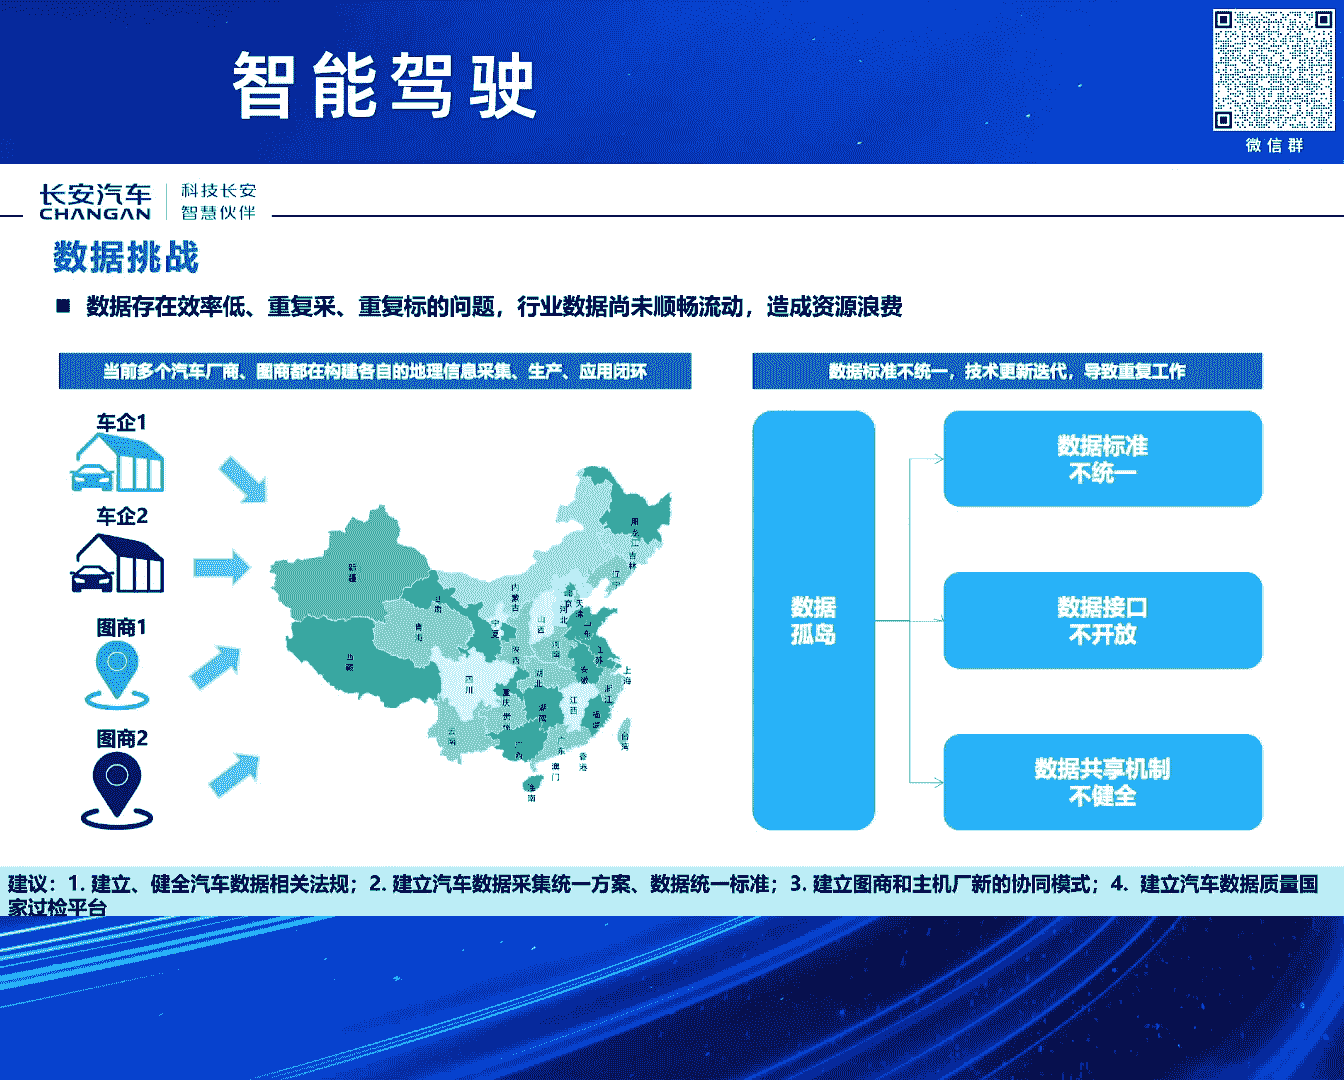 智能驾驶
微信群
长安汽车
CHANGAN
科技长安
智慧伙伴
数据挑战
■ 数据存在效率低、重复采、重复标的问题，行业数据尚未顺畅流动，造成资源浪费
当前多个汽车厂商、图商都在构建各自的地理信息采集、生产、应用闭环
车企1
车企2
图商1
图商2
黑龙江
吉林
辽宁
新疆
内蒙古
北京
天津
河北
甘肃
山西
山东
宁夏
青海
陕西
河南
江苏
西藏
安徽
上海
四川
湖北
重庆
浙江
江西
湖南
贵州
福建
云南
台湾
广西
广东
香港
澳门
海南
数据标准不统一，技术更新迭代，导致重复工作
数据
孤岛
数据标准
不统一
数据接口
不开放
数据共享机制
不健全
建议：1. 建立、健全汽车数据相关法规；2. 建立汽车数据采集统一方案、数据统一标准；3. 建立图商和主机厂新的协同模式；4. 建立汽车数据质量国
家过检平台